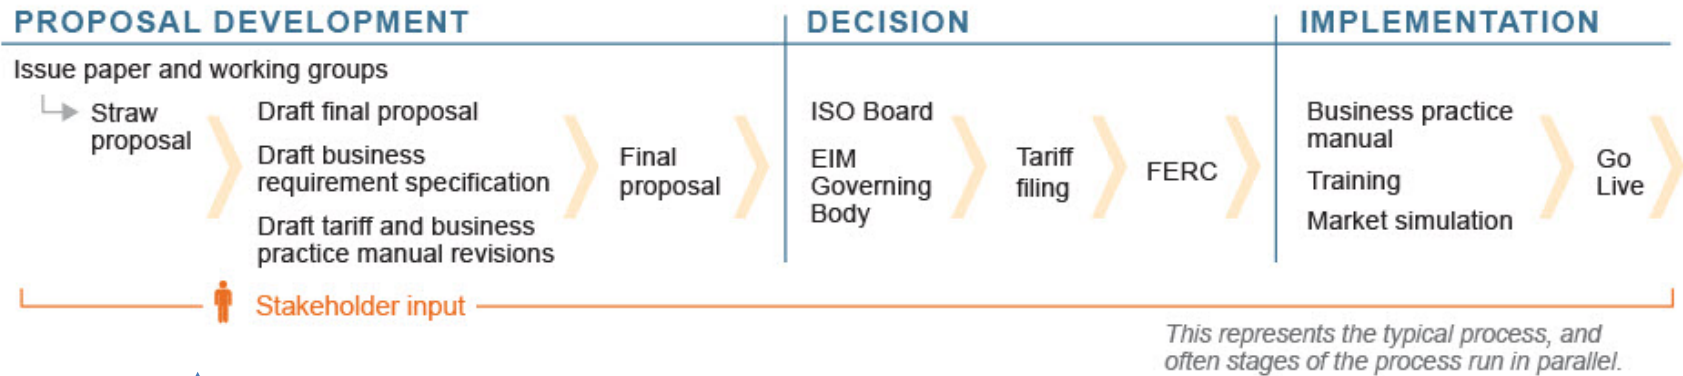 PROPOSAL DEVELOPMENT
Issue paper and working groups
Straw
proposal
Draft final proposal
Draft business
requirement specification
Draft tariff and business
practice manual revisions
Final
proposal
DECISION
ISO Board
EIM
Governing
Body
Tariff
filing
FERC
IMPLEMENTATION
Business practice
manual
Training
Market simulation
Go
Live
Stakeholder input
This represents the typical process, and
often stages of the process run in parallel.